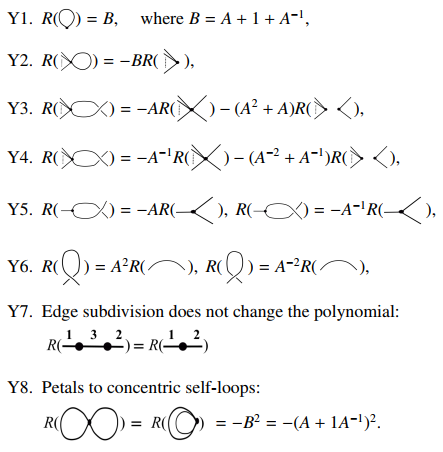 Y1. R( ) = B, where B = A + 1 + A⁻¹,
Y2. R( ) = –BR( ),
Y3. R( ) = –AR( ) – (A² + A)R( ),
Y4. R( ) = –A⁻¹R( ) – (A⁻² + A⁻¹)R( ),
Y5. R( ) = –AR( ), R( ) = –A⁻¹R( ),
Y6. R( ) = A²R( ), R( ) = A⁻²R( ),
Y7. Edge subdivision does not change the polynomial:
R( 1 3 2 ) = R( 1 2 )
Y8. Petals to concentric self-loops:
R( ) = R( ) = –B² = –(A + 1A⁻¹)².